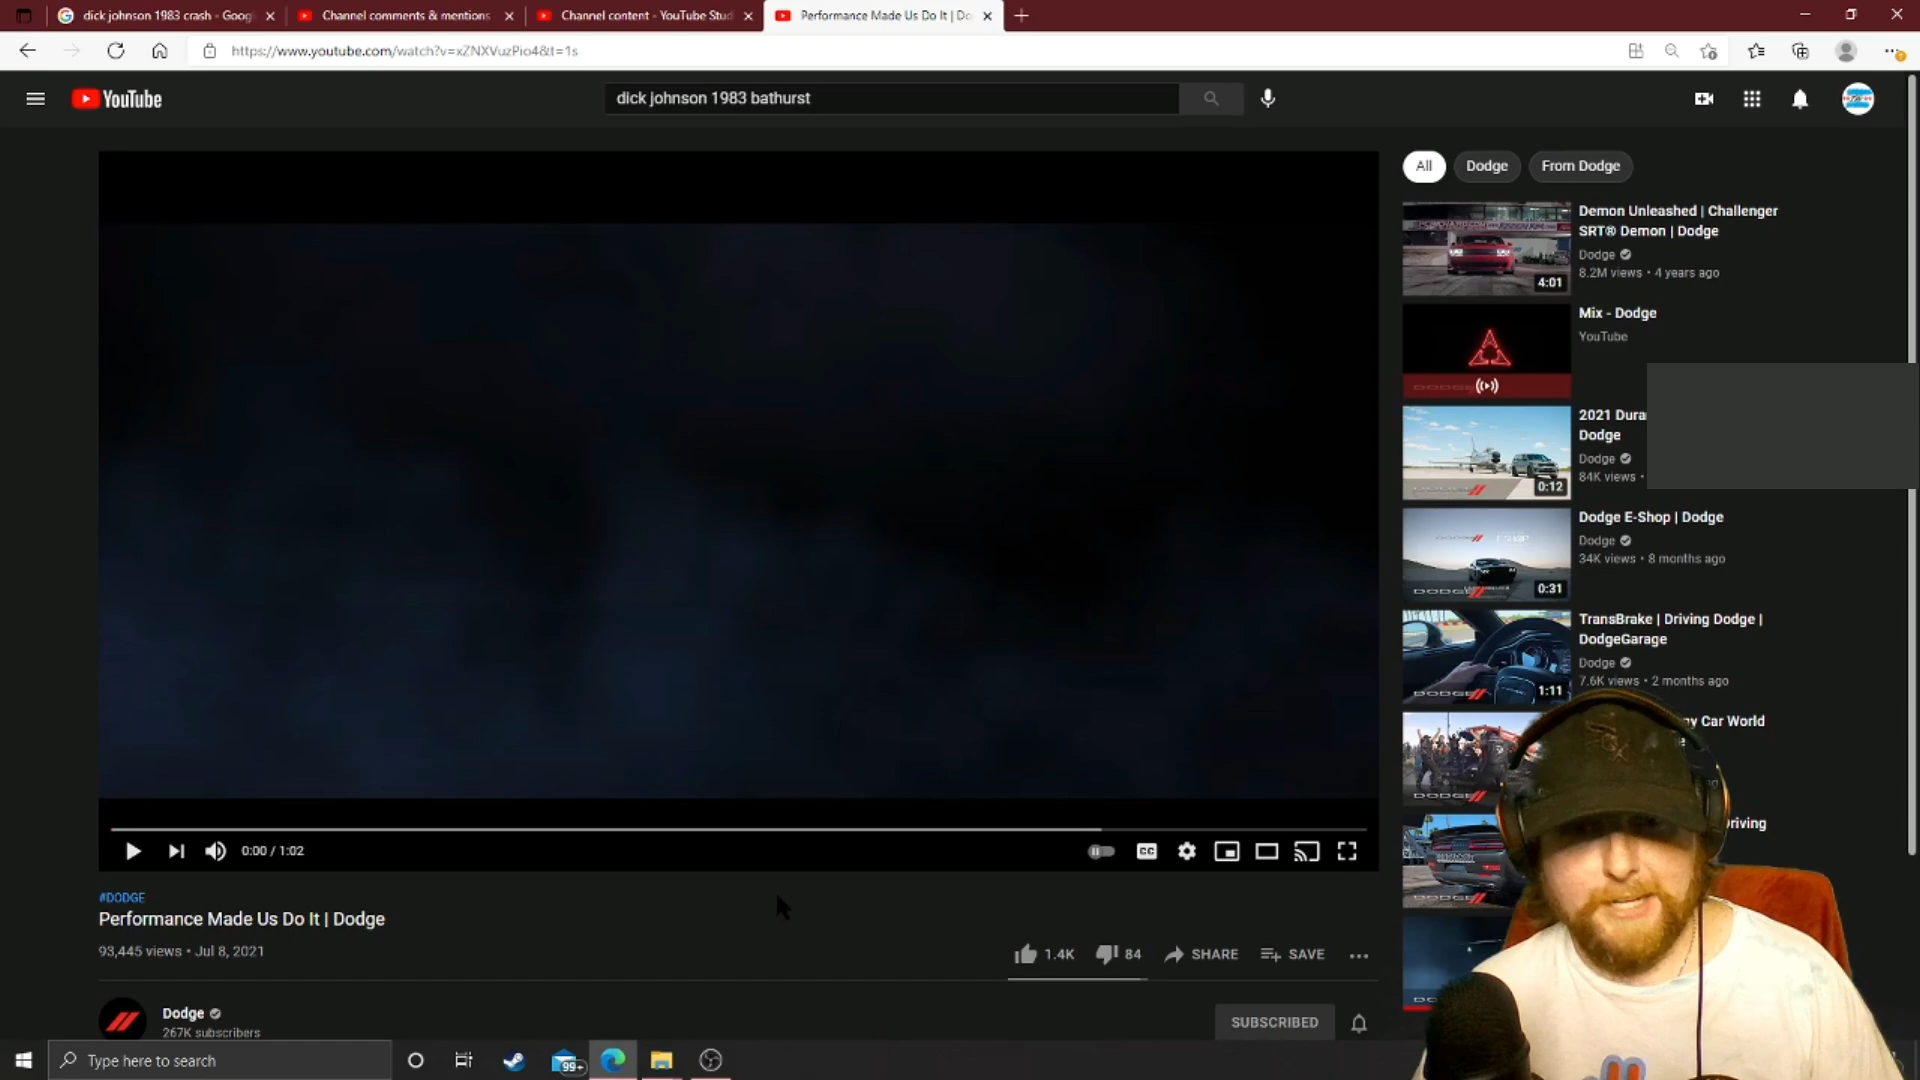 dick johnson 1983 crash - Goog
Channel comments & mentions
Channel content - YouTube Stud
Performance Made Us Do It | Do
https://www.youtube.com/watch?v=xZNXVuzPio4&t=1s
YouTube
dick johnson 1983 bathurst
All
Dodge
From Dodge
Demon Unleashed | Challenger
SRT® Demon | Dodge
Dodge
8.2M views • 4 years ago
4:01
Mix - Dodge
YouTube
2021 Dura
Dodge
Dodge
84K views •
0:12
Dodge E-Shop | Dodge
Dodge
34K views • 8 months ago
0:31
TransBrake | Driving Dodge |
DodgeGarage
Dodge
7.6K views • 2 months ago
1:11
Car World
0:00 / 1:02
CC
#DODGE
Performance Made Us Do It | Dodge
93,445 views • Jul 8, 2021
1.4K
84
SHARE
SAVE
Dodge
267K subscribers
SUBSCRIBED
Type here to search
99+